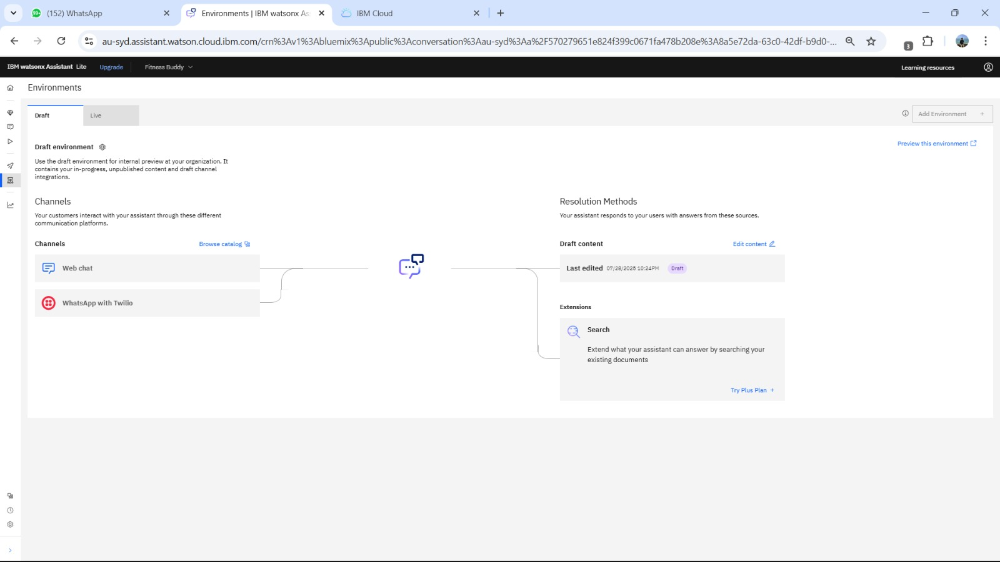 99+ (152) WhatsApp
Environments | IBM watsonx As
IBM Cloud
au-syd.assistant.watson.cloud.ibm.com/crn%3Av1%3Abluemix%3Apublic%3Aconversation%3Aau-syd%3Aa%2F570279651e824f399c0671fa478b208e%3A8a5e72da-63c0-42df-b9d0-...
3
IBM watsonx Assistant Lite
Upgrade
Fitness Buddy
Learning resources
Environments
Draft
Live
Add Environment +
Draft environment
Preview this environment
Use the draft environment for internal preview at your organization. It
contains your in-progress, unpublished content and draft channel
integrations.
Channels
Your customers interact with your assistant through these different
communication platforms.
Channels
Browse catalog
Web chat
WhatsApp with Twilio
Resolution Methods
Your assistant responds to your users with answers from these sources.
Draft content
Edit content
Last edited 07/28/2025 10:24PM Draft
Extensions
Search
Extend what your assistant can answer by searching your
existing documents
Try Plus Plan +